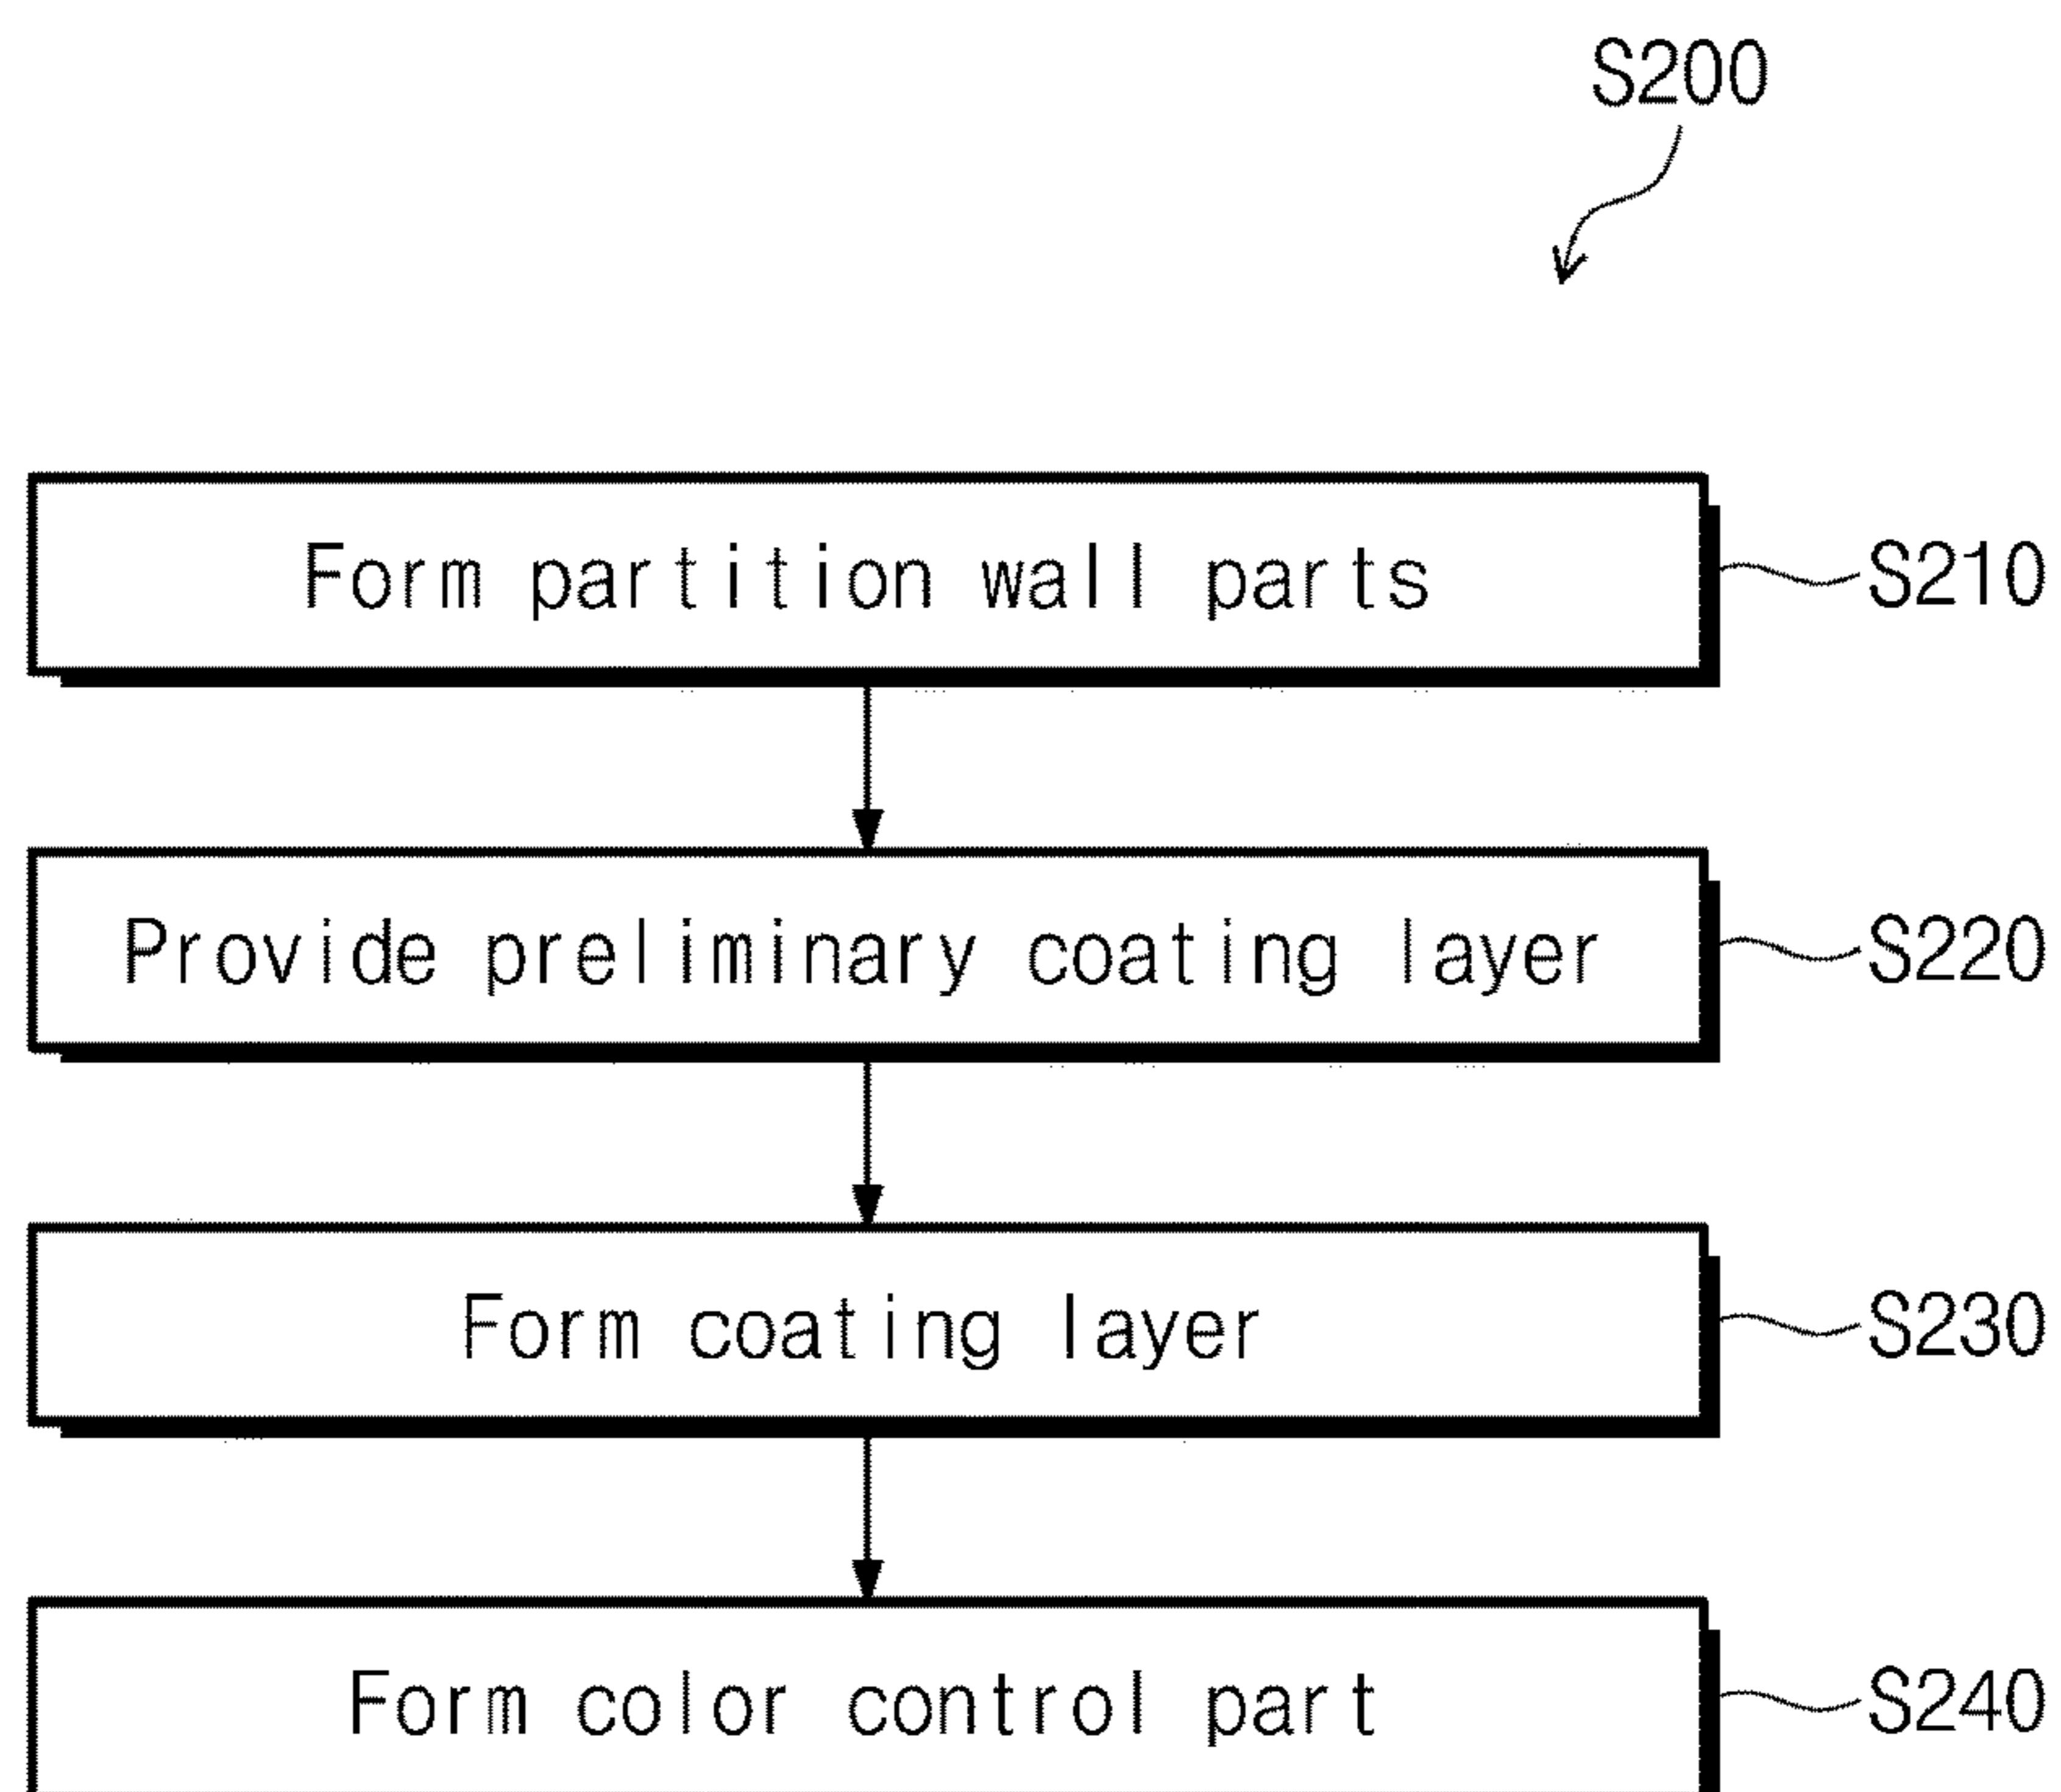 S200
Form partition wall parts
S210
Provide preliminary coating layer
S220
Form coating layer
S230
Form color control part
S240